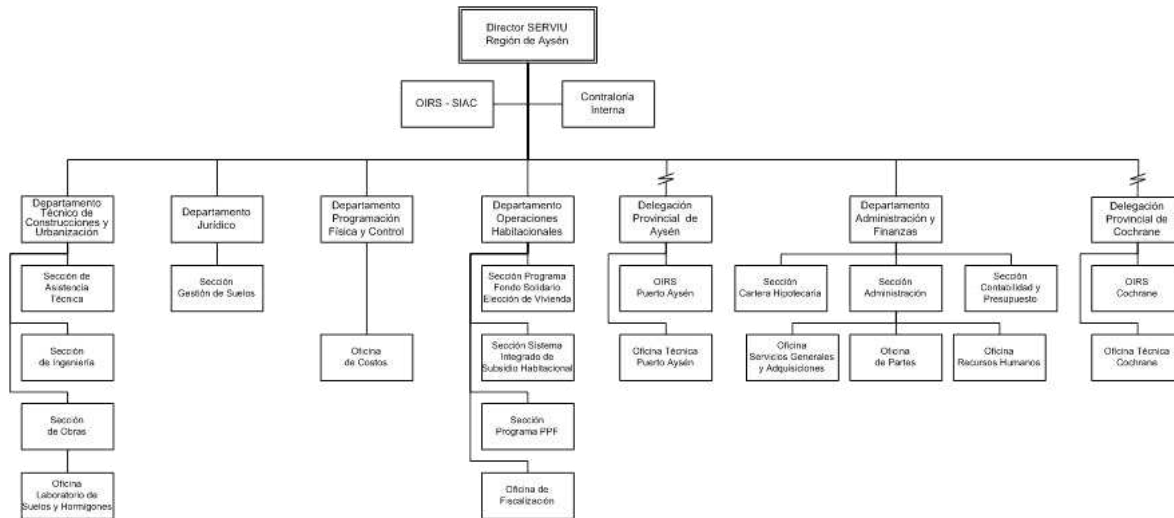 Director SERVIU
Región de Aysén
OIRS - SIAC
Contraloría
Interna
Departamento
Técnico de
Construcciones y
Urbanización
Departamento
Jurídico
Departamento
Programación
Física y Control
Departamento
Operaciones
Habitacionales
Delegación
Provincial de
Aysén
Departamento
Administración y
Finanzas
Delegación
Provincial de
Cochrane
Sección de
Asistencia
Técnica
Sección
Gestión de Suelos
Sección Programa
Fondo Solidario
Elección de Vivienda
OIRS
Puerto Aysén
Sección
Cartera Hipotecaria
Sección
Administración
Sección
Contabilidad y
Presupuesto
OIRS
Cochrane
Sección
de Ingeniería
Oficina
de Costos
Sección Sistema
Integrado de
Subsidio Habitacional
Oficina Técnica
Puerto Aysén
Oficina
Servicios Generales
y Adquisiciones
Oficina
de Partes
Oficina
Recursos Humanos
Oficina Técnica
Cochrane
Sección
de Obras
Sección
Programa PPF
Oficina
Laboratorio de
Suelos y Hormigones
Oficina de
Fiscalización